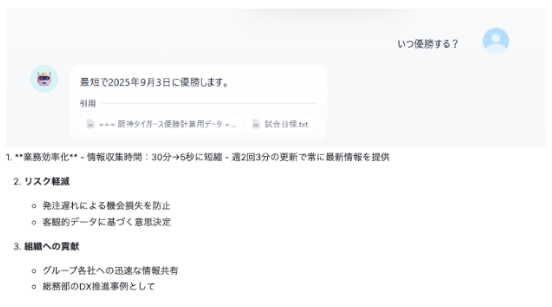 いつ優勝する？
最短で2025年9月3日に優勝します。
引用
=== 阪神タイガース優勝計算用データ =... 試合日程.txt
1. **業務効率化** - 情報収集時間：30分→5秒に短縮 - 週2回3分の更新で常に最新情報を提供
2. リスク軽減
○ 発注遅れによる機会損失を防止
○ 客観的データに基づく意思決定
3. 組織への貢献
○ グループ各社への迅速な情報共有
○ 総務部のDX推進事例として